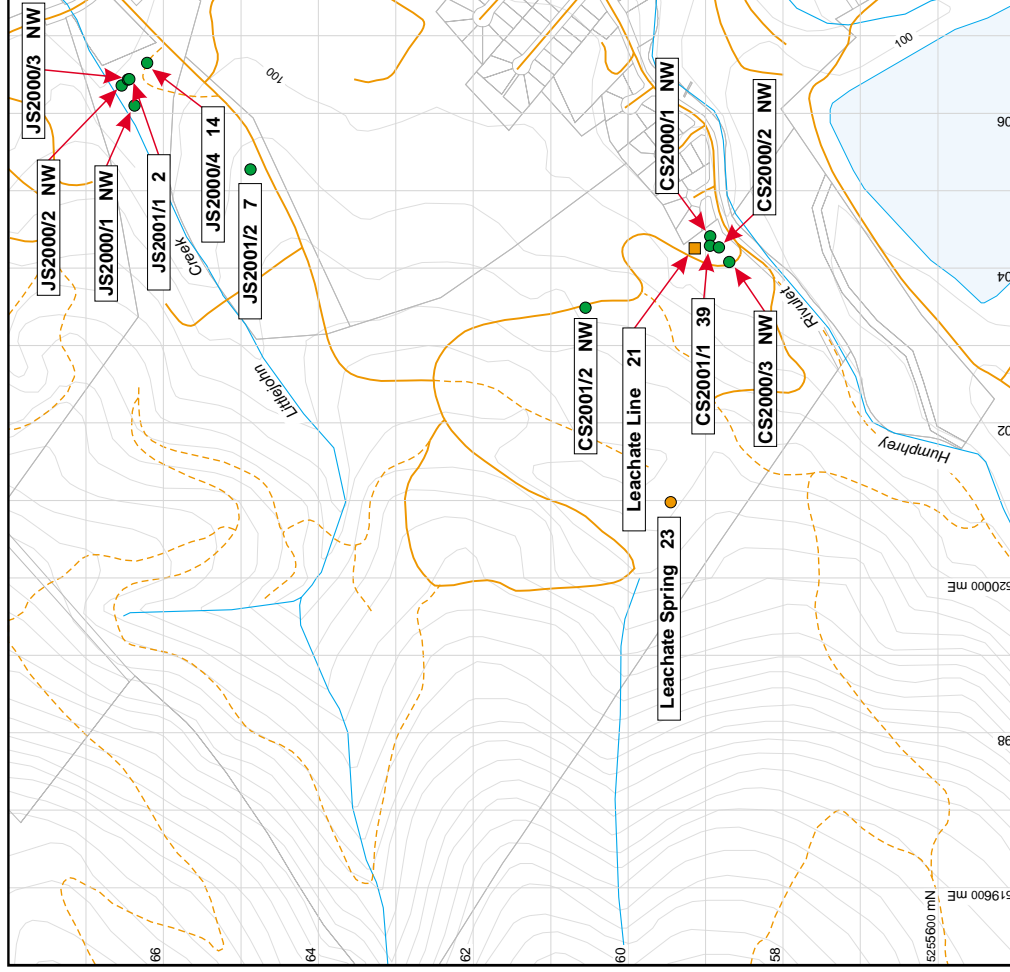 JS2000/3 NW
JS2000/2 NW
JS2000/1 NW
JS2001/1 2
JS2000/4 14
JS2001/2 7
Creek
Littlejohn
100
CS2000/1 NW
CS2000/2 NW
CS2001/2 NW
Leachate Line 21
CS2001/1 39
CS2000/3 NW
Leachate Spring 23
Rivulet
Humphrey
100
06
04
02
520000 mE
98
519600 mE
66
64
62
60
58
5255600 mN